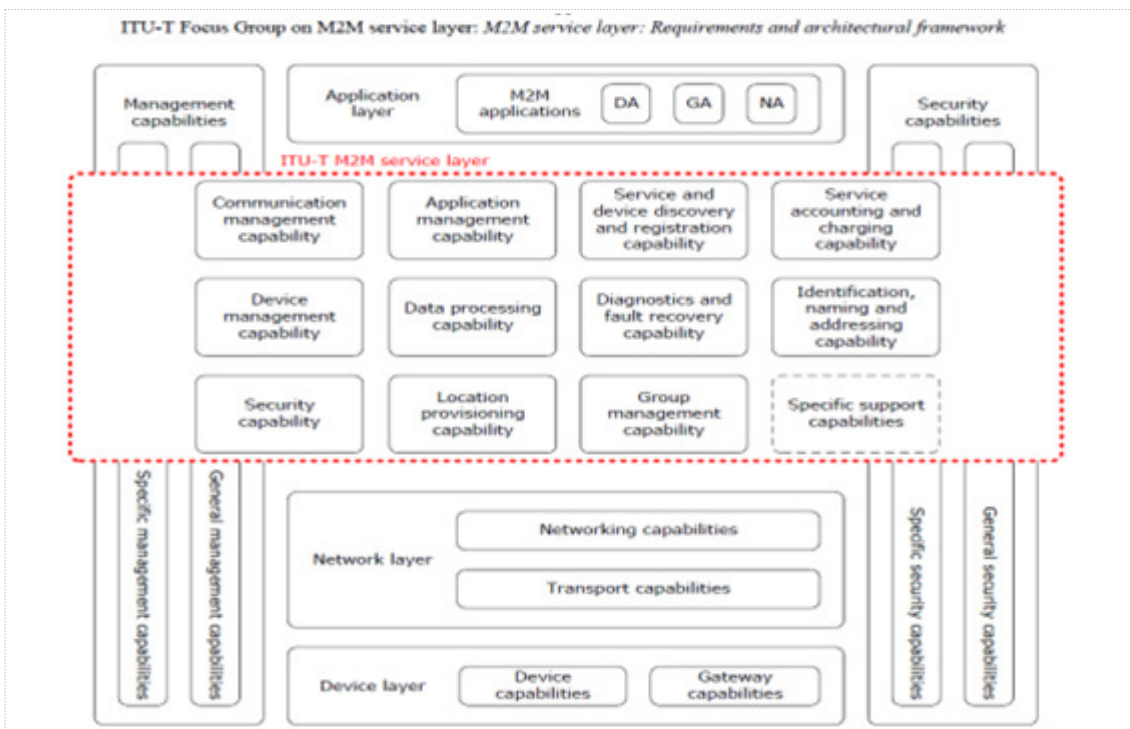 ITU-T Focus Group on M2M service layer: M2M service layer: Requirements and architectural framework
Management
capabilities
Application
layer
M2M
applications
DA
GA
NA
Security
capabilities
ITU-T M2M service layer
Communication
management
capability
Application
management
capability
Service and
device discovery
and registration
capability
Service
accounting and
charging
capability
Device
management
capability
Data processing
capability
Diagnostics and
fault recovery
capability
Identification,
naming and
addressing
capability
Security
capability
Location
provisioning
capability
Group
management
capability
Specific support
capabilities
Specific management capabilities
General management capabilities
Network layer
Networking capabilities
Transport capabilities
Specific security capabilities
General security capabilities
Device layer
Device
capabilities
Gateway
capabilities